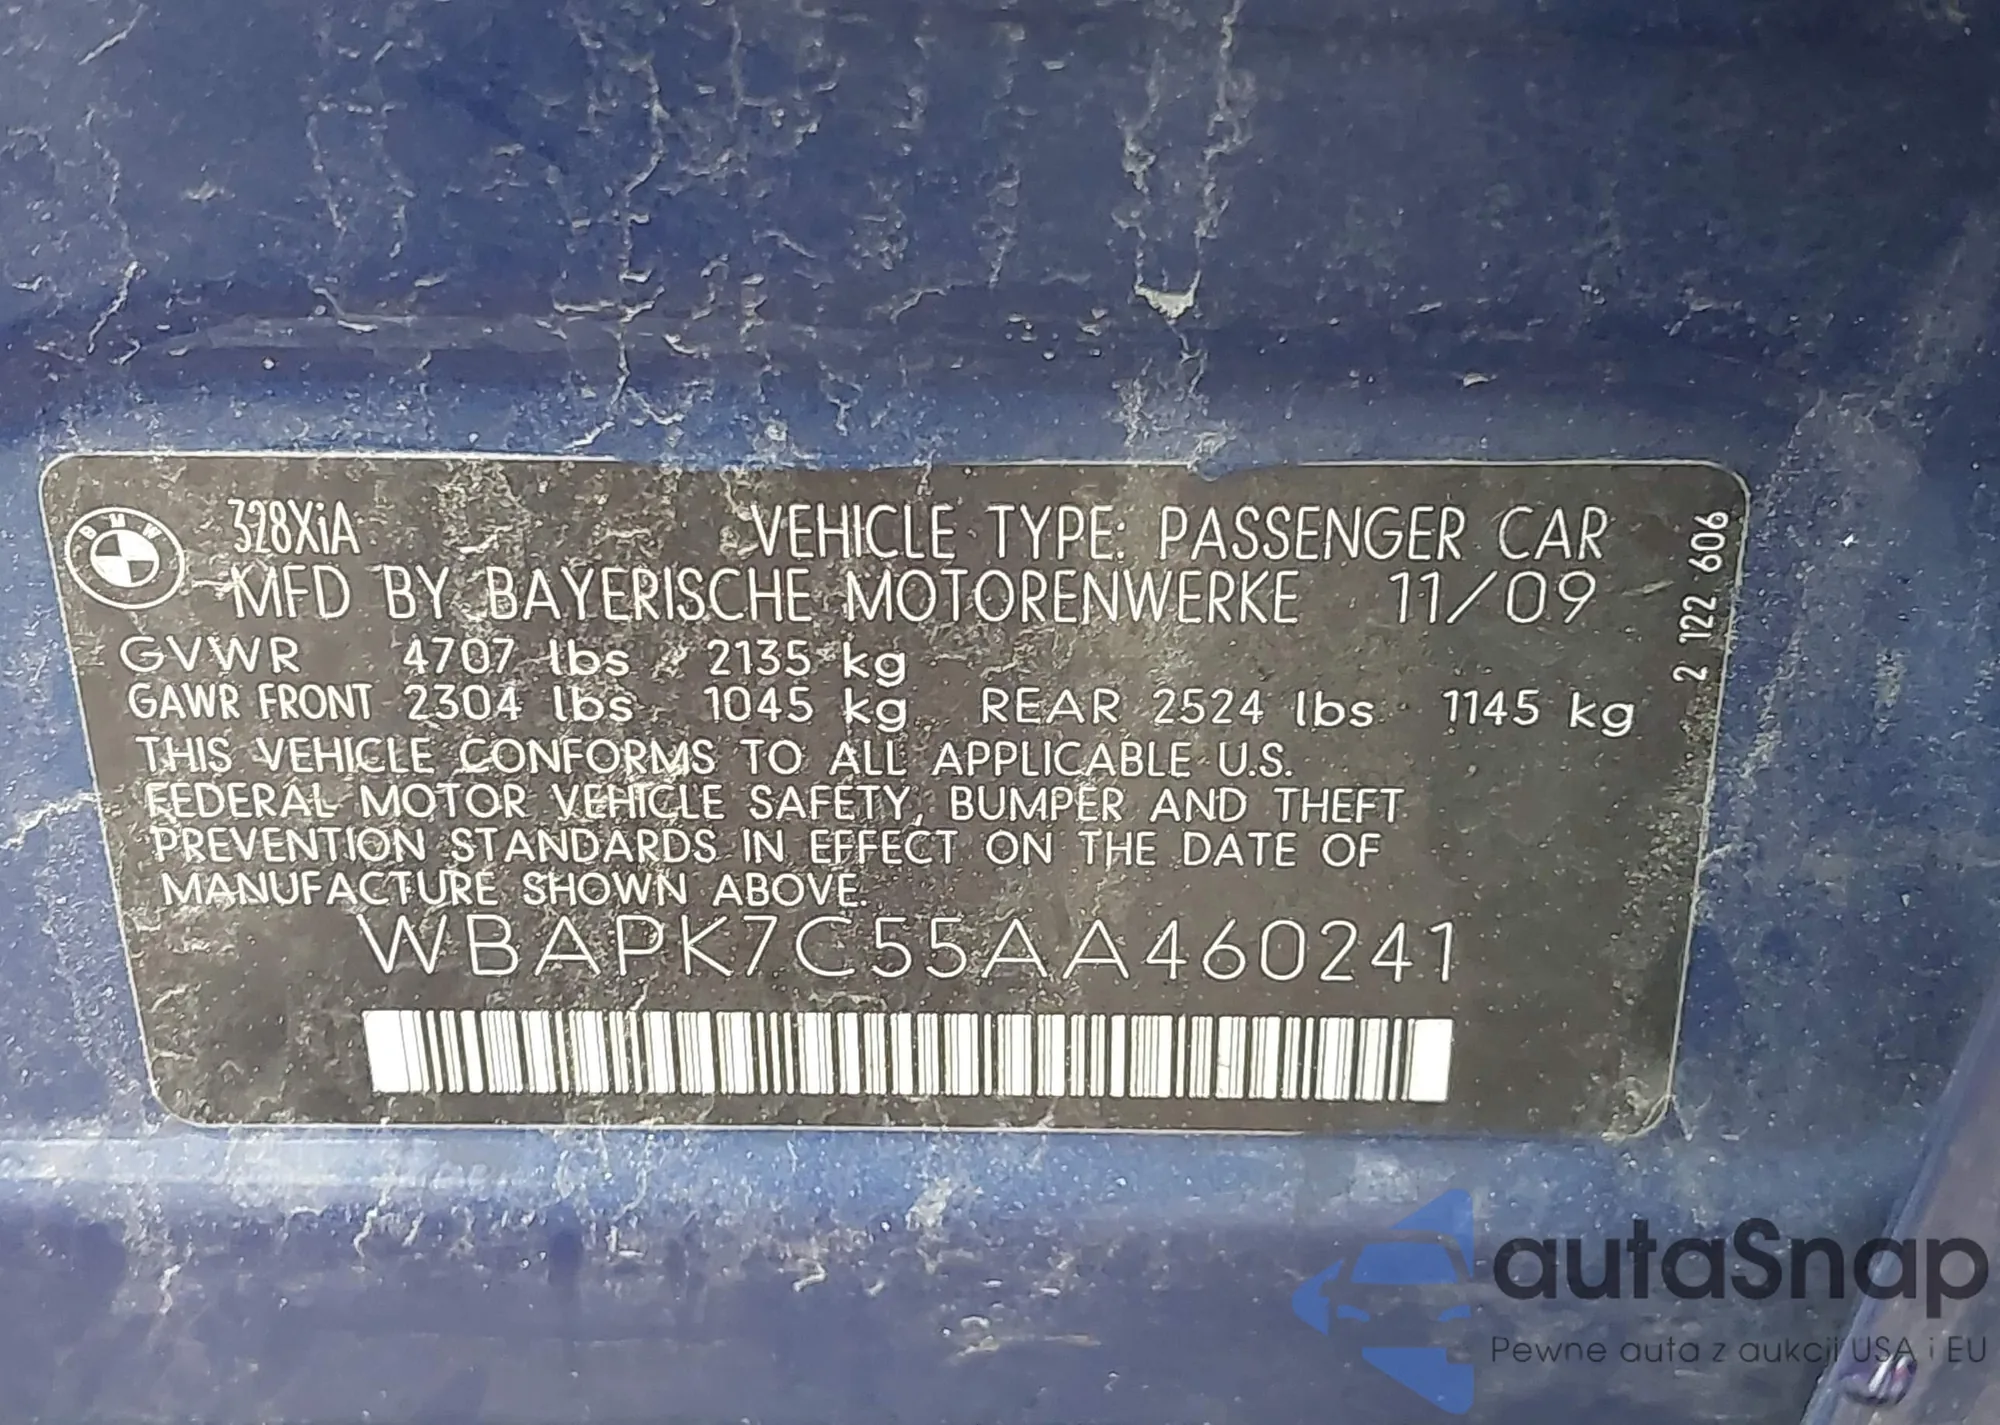 BMW
328XiA VEHICLE TYPE: PASSENGER CAR
MFD BY BAYERISCHE MOTORENWERKE 11/09
GVWR 4707 lbs 2135 kg
GAWR FRONT 2304 lbs 1045 kg REAR 2524 lbs 1145 kg
THIS VEHICLE CONFORMS TO ALL APPLICABLE U.S.
FEDERAL MOTOR VEHICLE SAFETY, BUMPER AND THEFT
PREVENTION STANDARDS IN EFFECT ON THE DATE OF
MANUFACTURE SHOWN ABOVE.
WBAPK7C55AA460241
2 122 606
autaSnap
Pewne auta z aukcji USA i EU